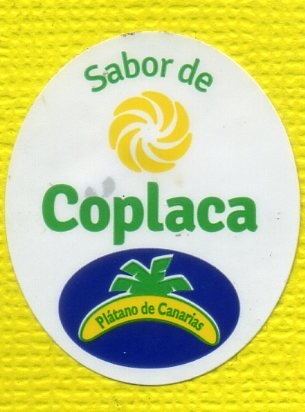 Sabor de
Coplaca
Plátano de Canarias